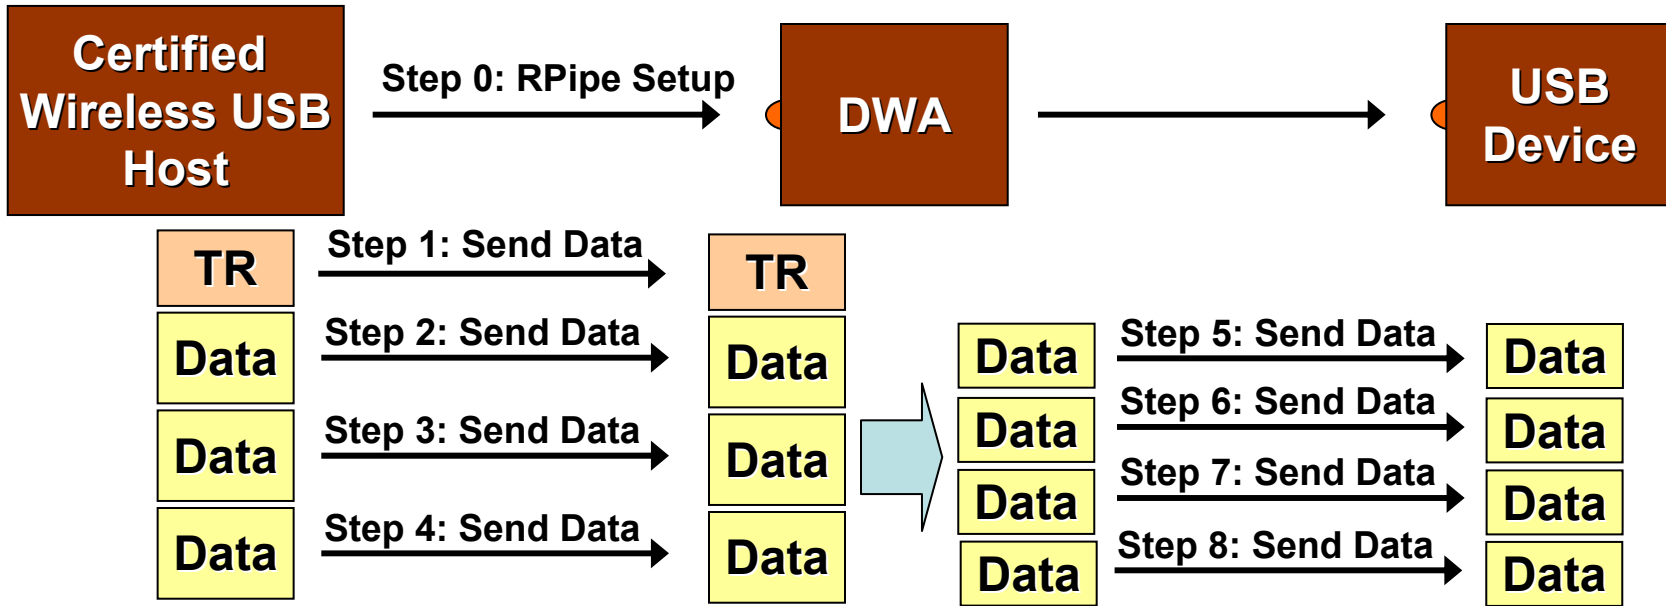 Certified
Wireless USB
Host
Step 0: RPipe Setup
DWA
USB
Device
TR
Step 1: Send Data
TR
Data
Step 2: Send Data
Data
Data
Step 5: Send Data
Data
Data
Step 3: Send Data
Data
Data
Step 6: Send Data
Data
Data
Step 7: Send Data
Data
Data
Step 4: Send Data
Data
Data
Step 8: Send Data
Data